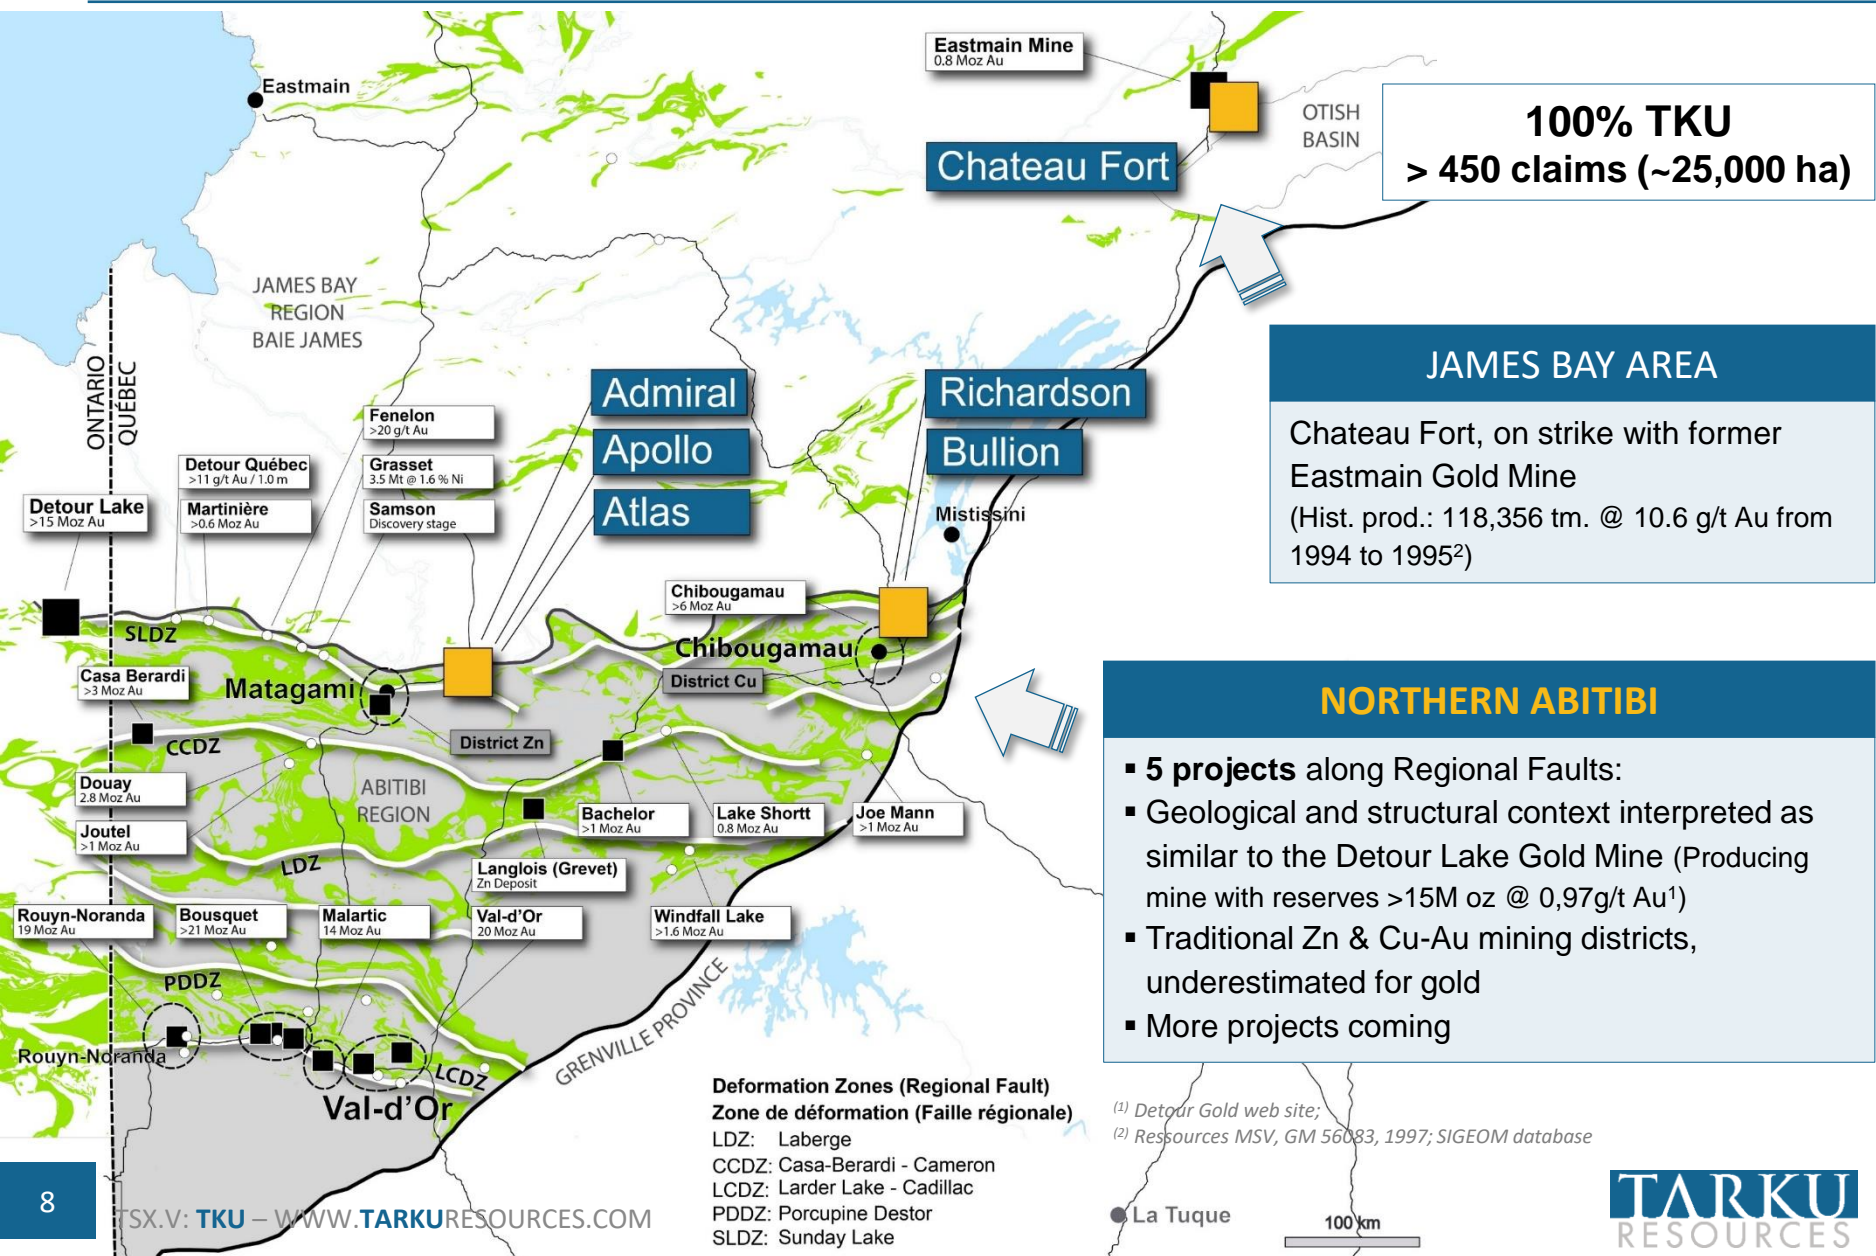 Eastmain Mine
0.8 Moz Au
Eastmain
OTISH
BASIN
100% TKU
> 450 claims (~25,000 ha)
Chateau Fort
JAMES BAY
REGION
BAIE JAMES
ONTARIO
QUÉBEC
Admiral
Apollo
Atlas
Richardson
Bullion
Mistissini
JAMES BAY AREA
Chateau Fort, on strike with former
Eastmain Gold Mine
(Hist. prod.: 118,356 tm. @ 10.6 g/t Au from
1994 to 1995²)
Fenelon
>20 g/t Au
Detour Québec
>11 g/t Au / 1.0 m
Grasset
3.5 Mt @ 1.6 % Ni
Detour Lake
>15 Moz Au
Martinière
>0.6 Moz Au
Samson
Discovery stage
Chibougamau
>6 Moz Au
SLDZ
Chibougamau
Casa Berardi
>3 Moz Au
Matagami
District Cu
District Zn
CCDZ
Douay
2.8 Moz Au
ABITIBI
REGION
Joutel
>1 Moz Au
Bachelor
>1 Moz Au
Lake Shortt
0.8 Moz Au
Joe Mann
>1 Moz Au
LDZ
Langlois (Grevet)
Zn Deposit
Rouyn-Noranda
19 Moz Au
Bousquet
>21 Moz Au
Malartic
14 Moz Au
Val-d’Or
20 Moz Au
Windfall Lake
>1.6 Moz Au
PDDZ
Rouyn-Noranda
LCDZ
Val-d’Or
GRENVILLE PROVINCE
NORTHERN ABITIBI
▪ 5 projects along Regional Faults:
▪ Geological and structural context interpreted as
similar to the Detour Lake Gold Mine (Producing
mine with reserves >15M oz @ 0,97g/t Au¹)
▪ Traditional Zn & Cu-Au mining districts,
underestimated for gold
▪ More projects coming
Deformation Zones (Regional Fault)
Zone de déformation (Faille régionale)
LDZ: Laberge
CCDZ: Casa-Berardi - Cameron
LCDZ: Larder Lake - Cadillac
PDDZ: Porcupine Destor
SLDZ: Sunday Lake
(1) Detour Gold web site;
(2) Ressources MSV, GM 56083, 1997; SIGEOM database
La Tuque
100 km
8
TSX.V: TKU – WWW.TARKURESOURCES.COM
TARKU
RESOURCES